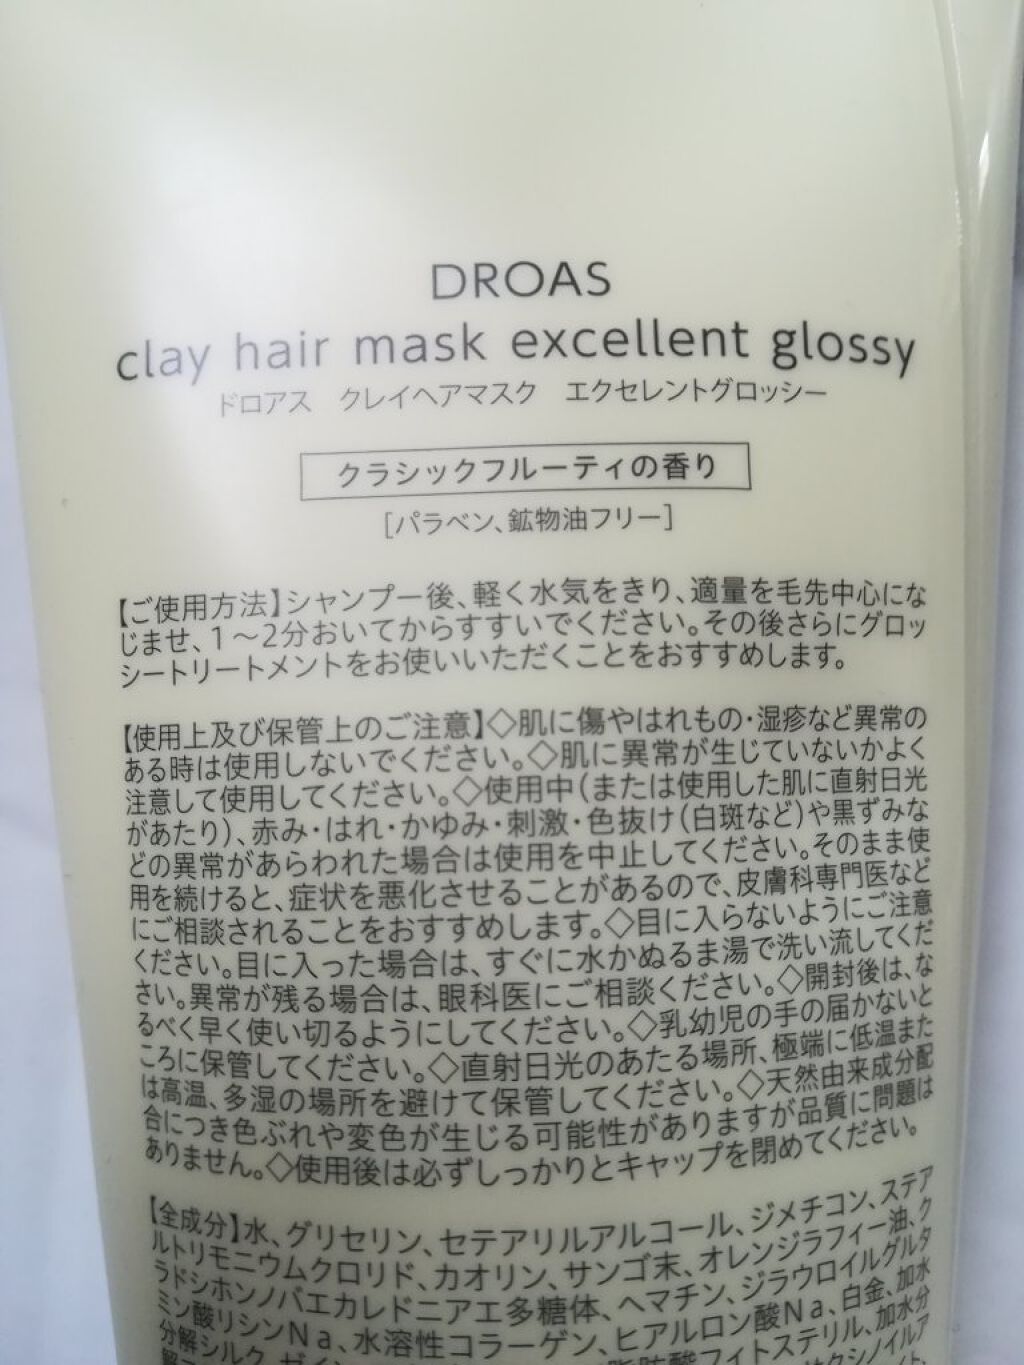 DROAS
clay hair mask excellent glossy
ドロアス クレイヘアマスク エクセレントグロッシー
クラシックフルーティの香り
[パラベン、鉱物油フリー]
【ご使用方法】シャンプー後、軽く水気をきり、適量を毛先中心にな
じませ、1～2分おいてからすすいでください。その後さらにグロッ
シートリートメントをお使いいただくことをおすすめします。
【使用上及び保管上のご注意】◇肌に傷やはれもの・湿疹など異常の
ある時は使用しないでください。◇肌に異常が生じていないかよく
注意して使用してください。◇使用中(または使用した肌に直射日光
があたり)、赤み・はれ・かゆみ・刺激・色抜け(白斑など)や黒ずみな
どの異常があらわれた場合は使用を中止してください。そのまま使
用を続けると、症状を悪化させることがあるので、皮膚科専門医など
にご相談されることをおすすめします。◇目に入らないようにご注意
ください。目に入った場合は、すぐに水かぬるま湯で洗い流してくだ
さい。異常が残る場合は、眼科医にご相談ください。◇開封後は、な
るべく早く使い切るようにしてください。◇乳幼児の手の届かないと
ころに保管してください。◇直射日光のあたる場所、極端に低温また
は高温、多湿の場所を避けて保管してください。◇天然由来成分配
合につき色ぶれや変色が生じる可能性がありますが品質に問題は
ありません。◇使用後は必ずしっかりとキャップを閉めてください。
【全成分】水、グリセリン、セテアリルアルコール、ジメチコン、ステア
ルトリモニウムクロリド、カオリン、サンゴ末、オレンジラフィー油、ク
ラドシホンノバエカレドニアエ多糖体、ヘマチン、ジラウロイルグルタ
ミン酸リシンNa、水溶性コラーゲン、ヒアルロン酸Na、白金、加水
分解シルク、ゼイン 脂肪酸フィトステリル、加水分